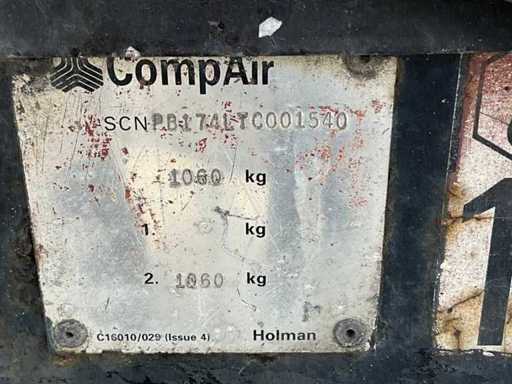 CompAir
SCN PB174LTC001540
1060 kg
1. kg
2. 1060 kg
C16010/029 (Issue 4) Holman